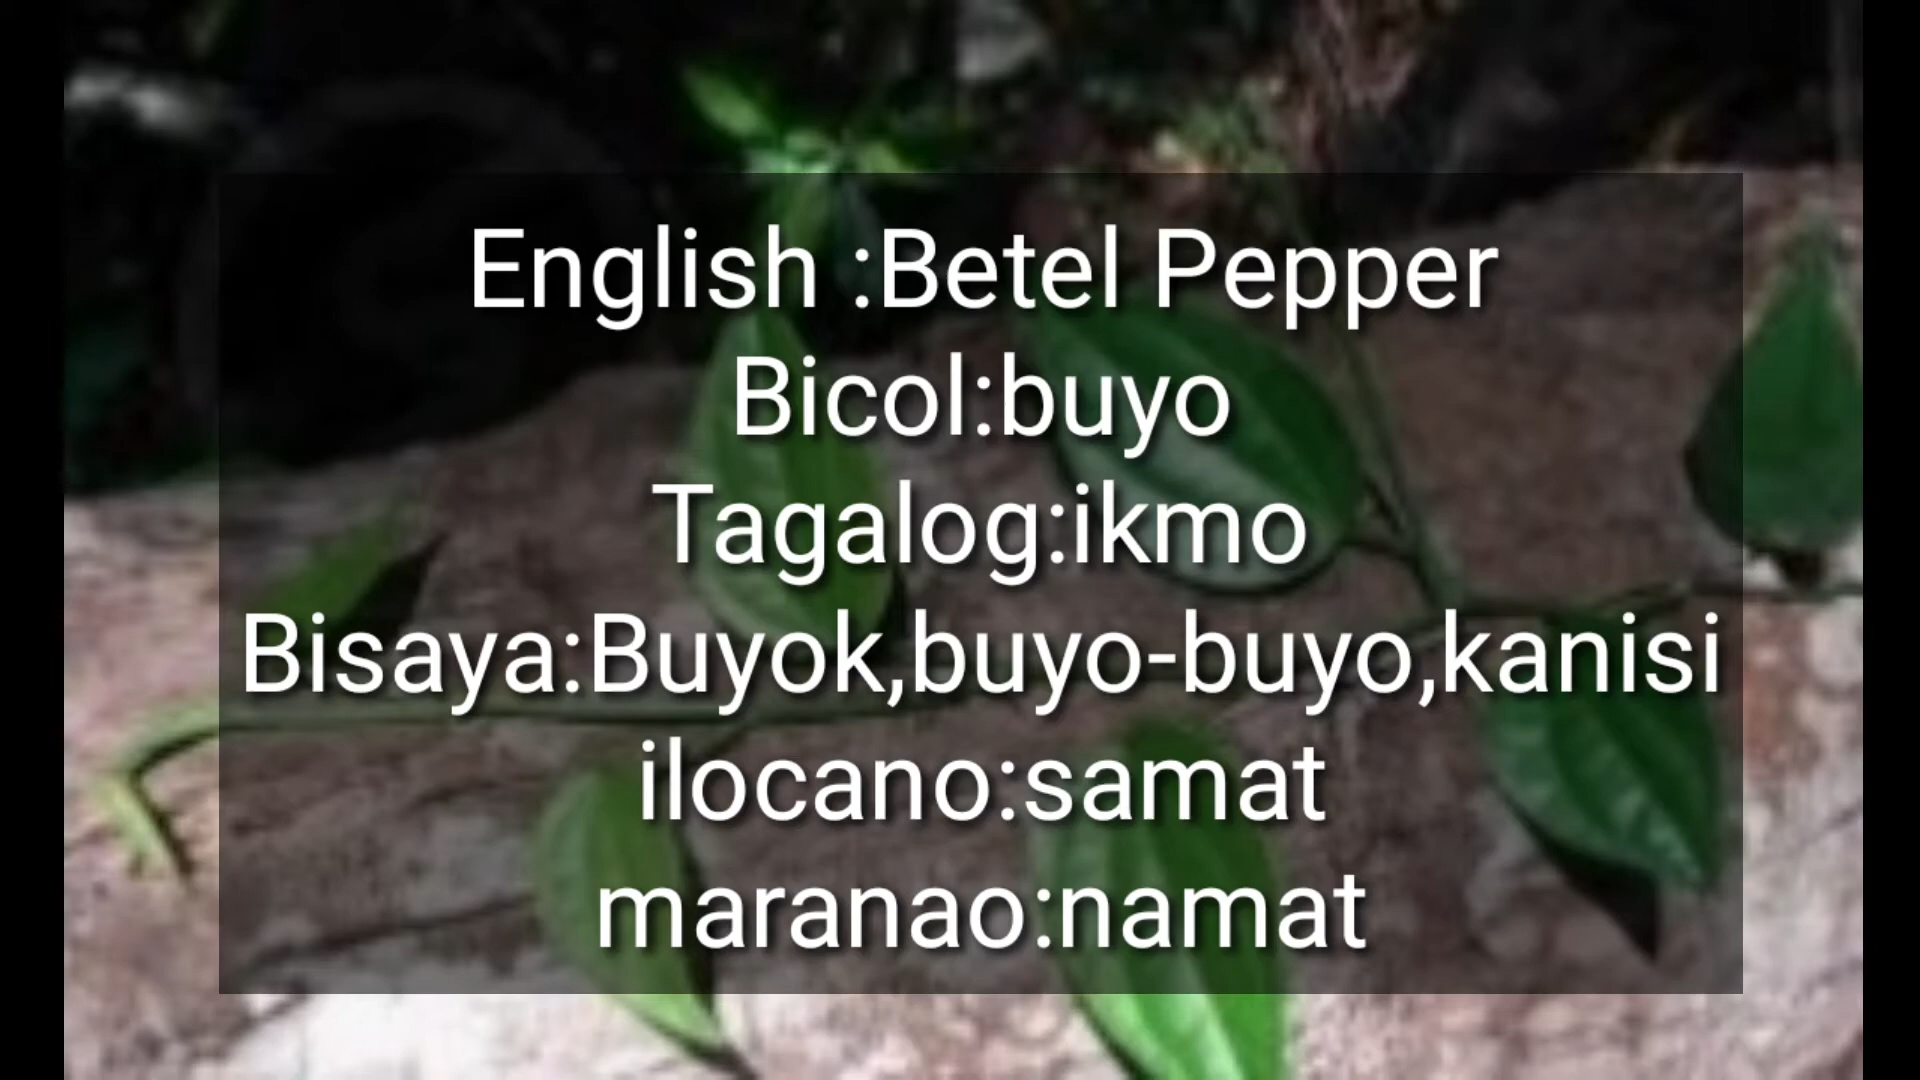 English :Betel Pepper
Bicol:buyo
Tagalog:ikmo
Bisaya:Buyok,buyo-buyo,kanisi
ilocano:samat
maranao:namat